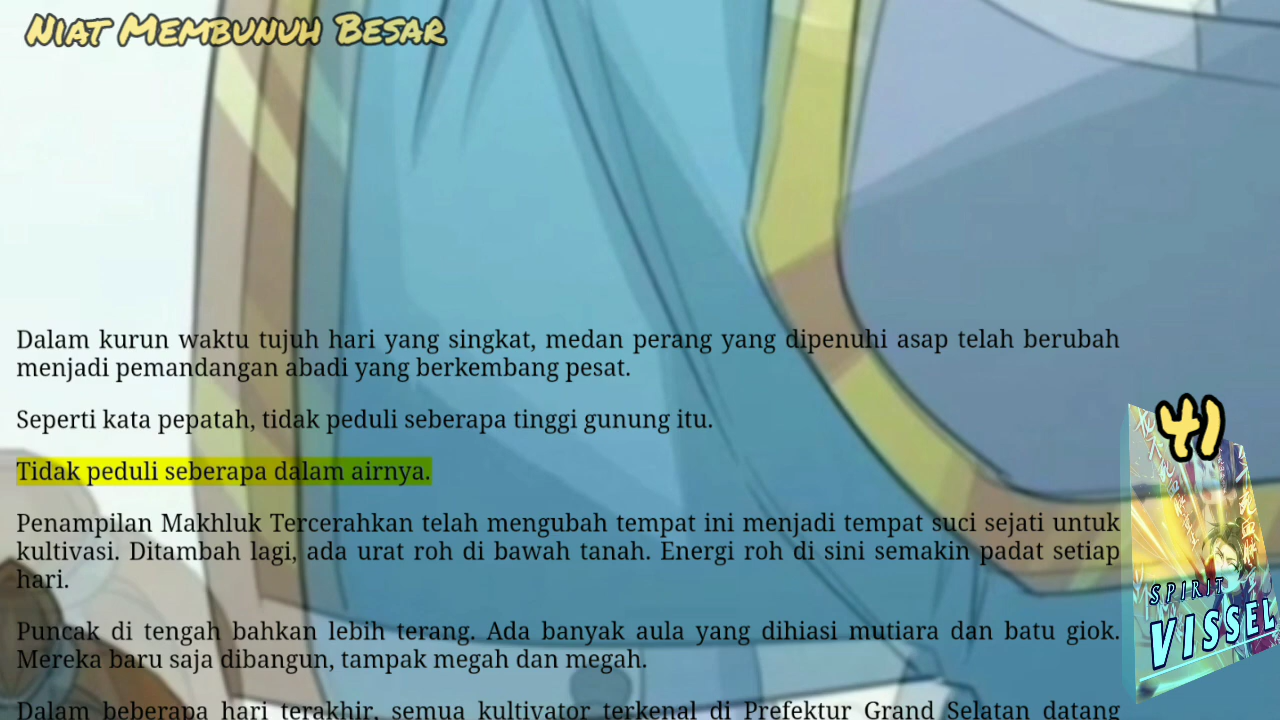 Niat Membunuh Besar
Dalam kurun waktu tujuh hari yang singkat, medan perang yang dipenuhi asap telah berubah
menjadi pemandangan abadi yang berkembang pesat.
Seperti kata pepatah, tidak peduli seberapa tinggi gunung itu.
Tidak peduli seberapa dalam airnya.
Penampilan Makhluk Tercerahkan telah mengubah tempat ini menjadi tempat suci sejati untuk
kultivasi. Ditambah lagi, ada urat roh di bawah tanah. Energi roh di sini semakin padat setiap
hari.
Puncak di tengah bahkan lebih terang. Ada banyak aula yang dihiasi mutiara dan batu giok.
Mereka baru saja dibangun, tampak megah dan megah.
Dalam beberapa hari terakhir, semua kultivator terkenal di Prefektur Grand Selatan datang
41
SPIRIT
VISSEL